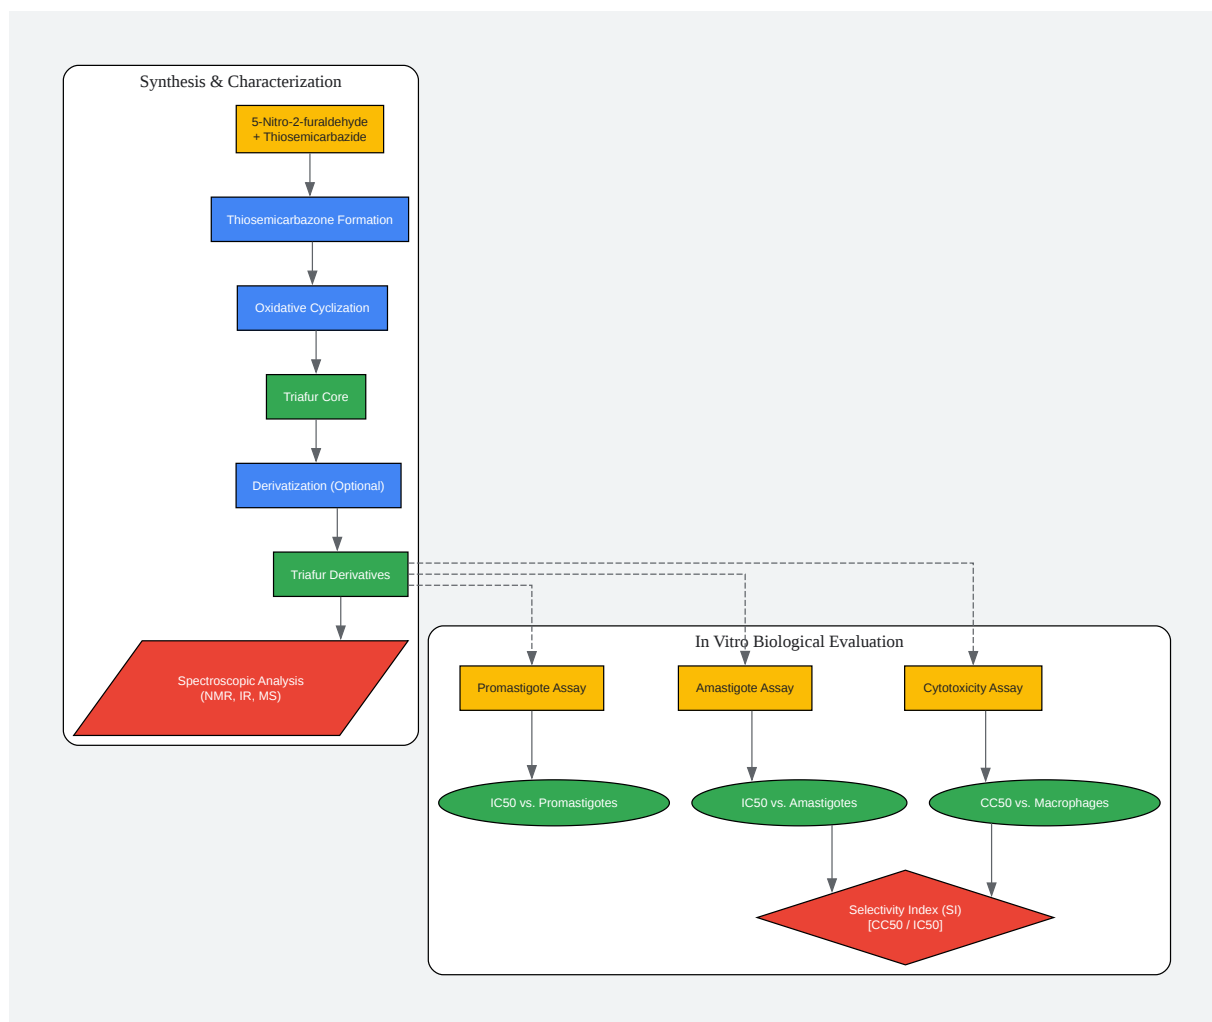 Synthesis & Characterization
5-Nitro-2-furaldehyde
+ Thiosemicarbazide
Thiosemicarbazone Formation
Oxidative Cyclization
Triafur Core
Derivatization (Optional)
Triafur Derivatives
Spectroscopic Analysis
(NMR, IR, MS)
In Vitro Biological Evaluation
Promastigote Assay
Amastigote Assay
Cytotoxicity Assay
IC50 vs. Promastigotes
IC50 vs. Amastigotes
CC50 vs. Macrophages
Selectivity Index (SI)
[CC50 / IC50]